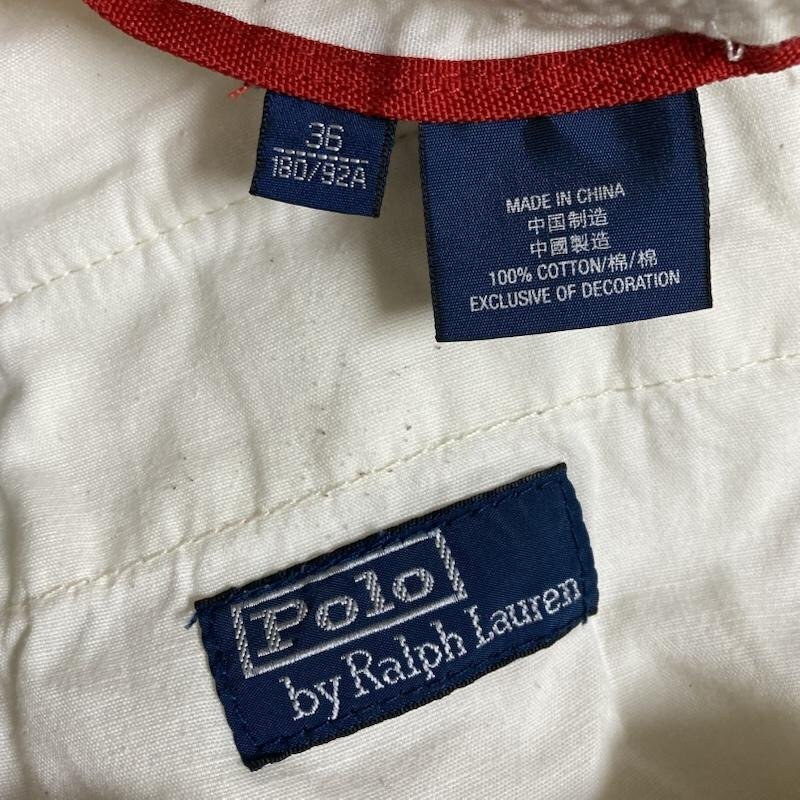 36
180/92A
MADE IN CHINA
中国制造
中國製造
100% COTTON/棉/棉
EXCLUSIVE OF DECORATION
Polo
by Ralph Lauren